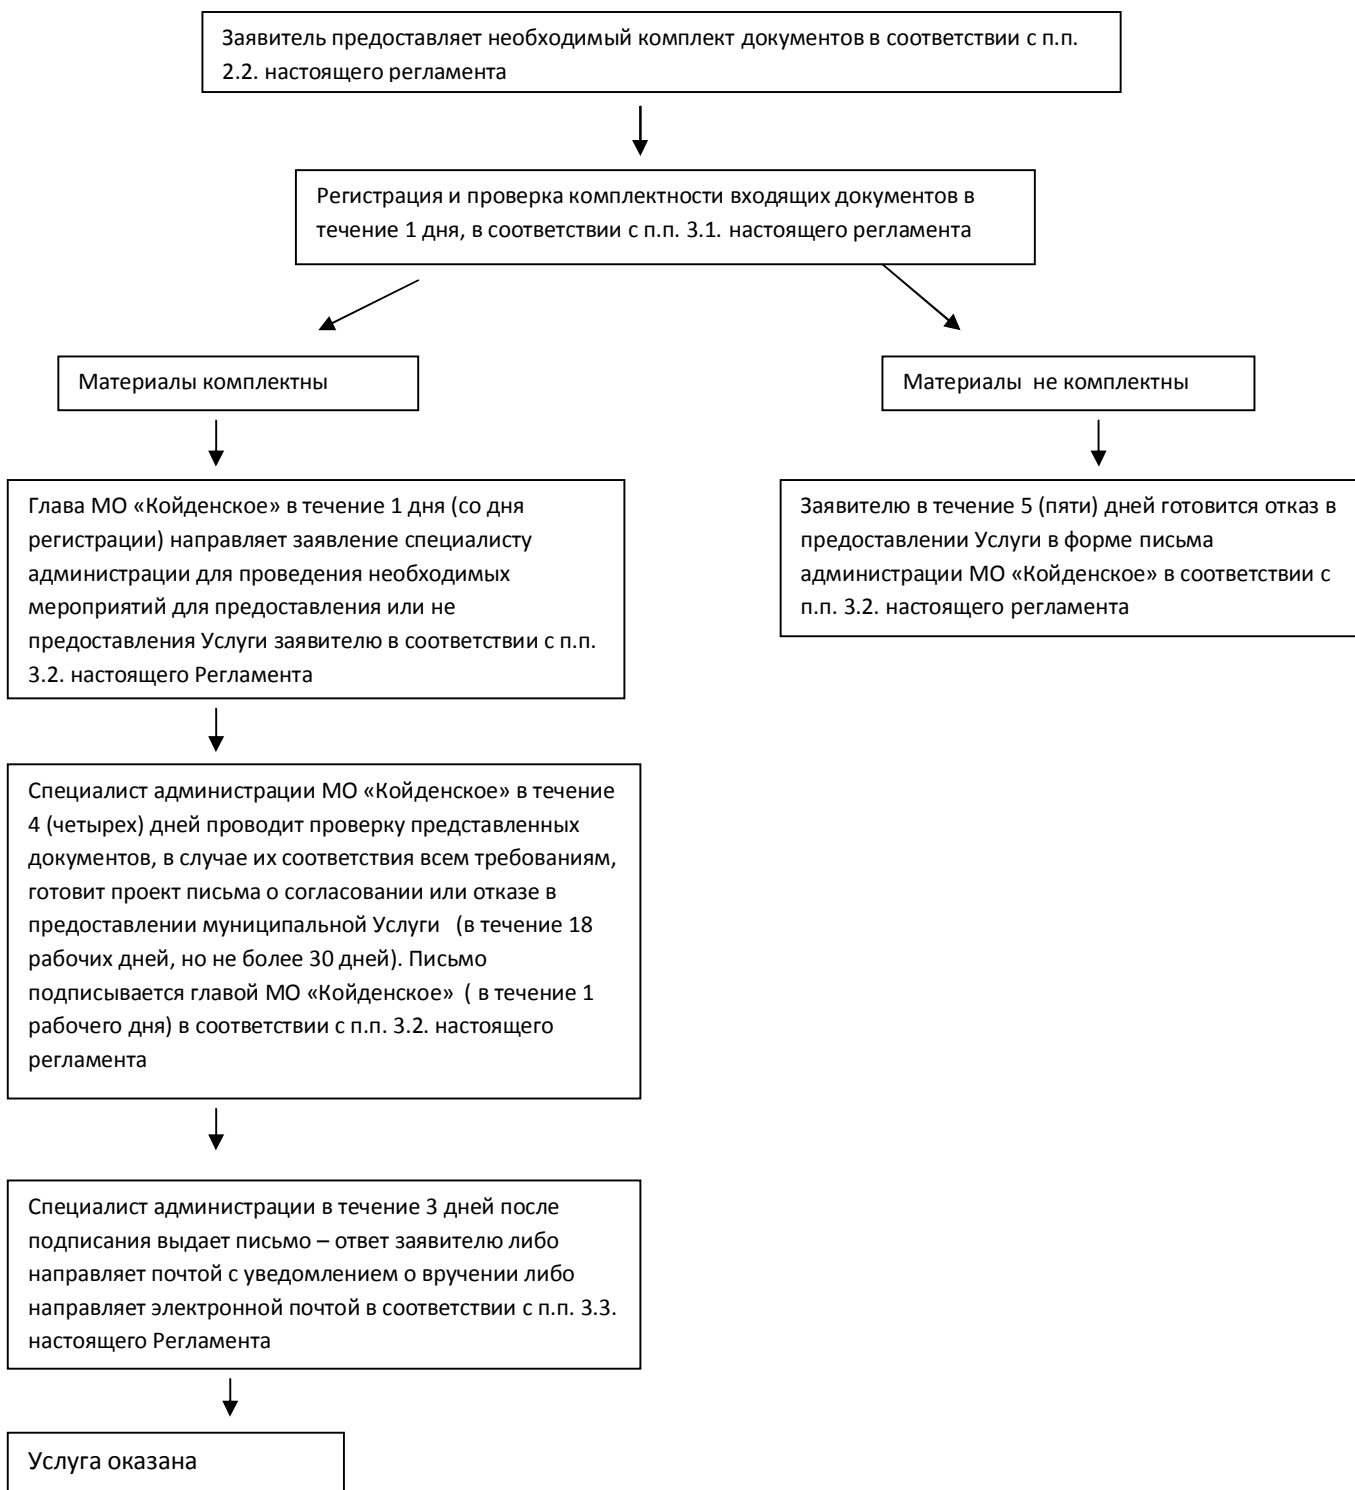 Заявитель предоставляет необходимый комплект документов в соответствии с п.п.
2.2. настоящего регламента
Регистрация и проверка комплектности входящих документов в
течение 1 дня, в соответствии с п.п. 3.1. настоящего регламента
Материалы комплектны
Материалы  не комплектны
Глава МО «Койденское» в течение 1 дня (со дня
регистрации) направляет заявление специалисту
администрации для проведения необходимых
мероприятий для предоставления или не
предоставления Услуги заявителю в соответствии с п.п.
3.2. настоящего Регламента
Заявителю в течение 5 (пяти) дней готовится отказ в
предоставлении Услуги в форме письма
администрации МО «Койденское» в соответствии с
п.п. 3.2. настоящего регламента
Специалист администрации МО «Койденское» в течение
4 (четырех) дней проводит проверку представленных
документов, в случае их соответствия всем требованиям,
готовит проект письма о согласовании или отказе в
предоставлении муниципальной Услуги   (в течение 18
рабочих дней, но не более 30 дней). Письмо
подписывается главой МО «Койденское»  ( в течение 1
рабочего дня) в соответствии с п.п. 3.2. настоящего
регламента
Специалист администрации в течение 3 дней после
подписания выдает письмо – ответ заявителю либо
направляет почтой с уведомлением о вручении либо
направляет электронной почтой в соответствии с п.п. 3.3.
настоящего Регламента
Услуга оказана